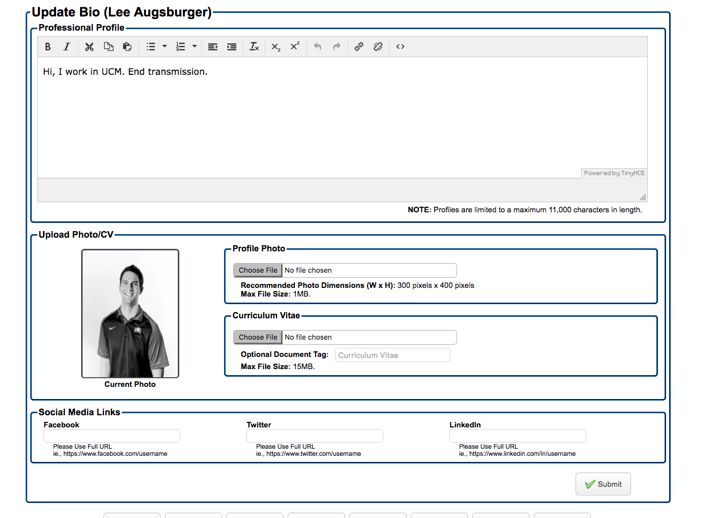 Update Bio (Lee Augsburger)
Professional Profile
B I Tx X2 X2
Hi, I work in UCM. End transmission.
Powered by TinyMCE
NOTE: Profiles are limited to a maximum 11,000 characters in length.
Upload Photo/CV
Current Photo
Profile Photo
Choose File No file chosen
Recommended Photo Dimensions (W x H): 300 pixels x 400 pixels
Max File Size: 1MB.
Curriculum Vitae
Choose File No file chosen
Optional Document Tag: Curriculum Vitae
Max File Size: 15MB.
Social Media Links
Facebook Twitter LinkedIn
Please Use Full URL Please Use Full URL Please Use Full URL
ie., https://www.facebook.com/username ie., https://www.twitter.com/username ie., https://www.linkedin.com/in/username
Submit